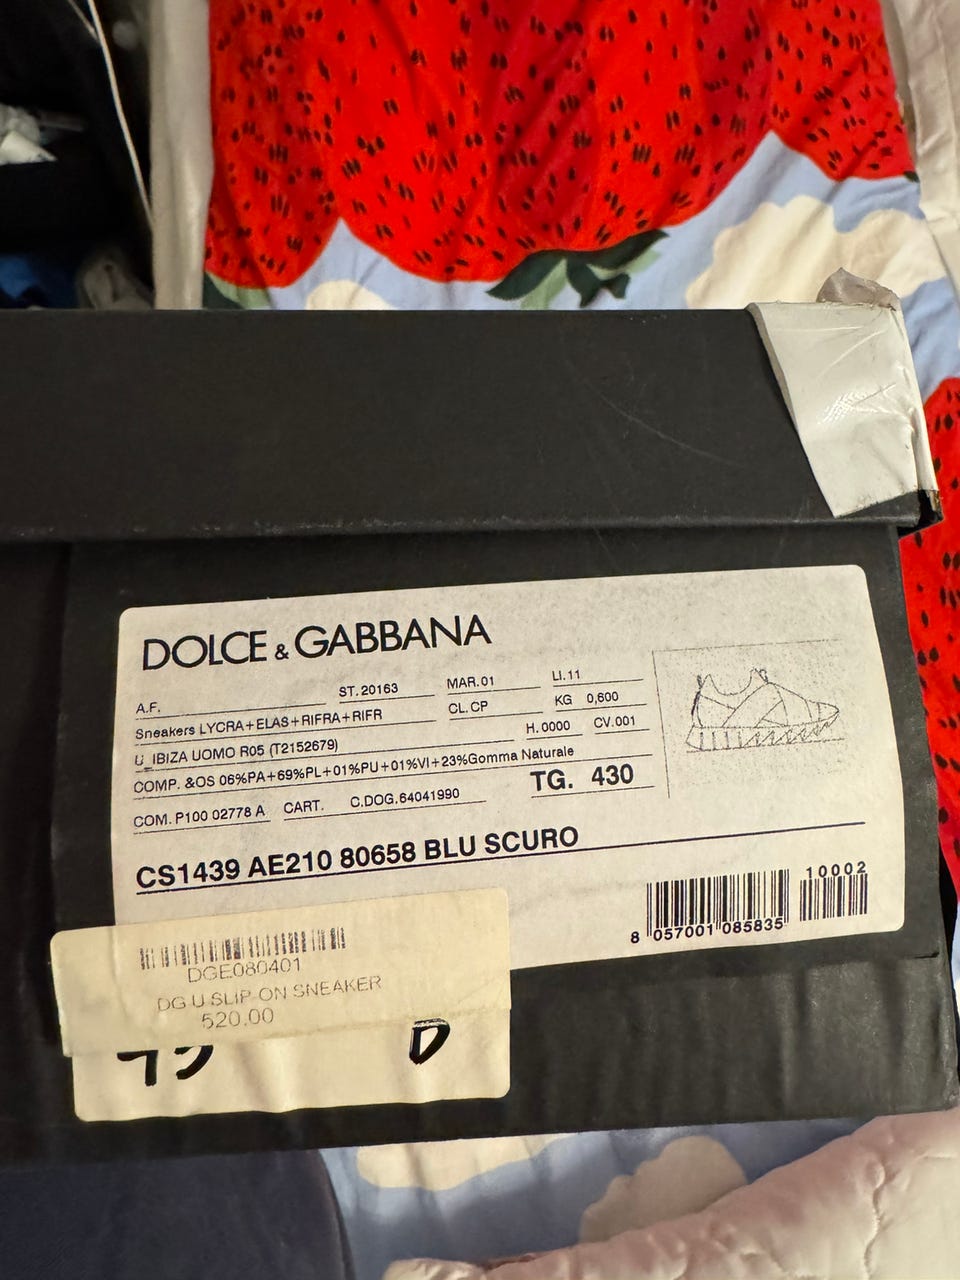 DOLCE & GABBANA
A.F. ST. 20163 MAR. 01 LI. 11
Sneakers LYCRA+ELAS+RIFRA+RIFR CL. CP KG 0,600
U_IBIZA UOMO R05 (T2152679) H. 0000 CV. 001
COMP. &OS 06%PA+69%PL+01%PU+01%VI+23%Gomma Naturale
COM. P100 02778 A CART. C.DOG.64041990 TG. 430
CS1439 AE210 80658 BLU SCURO
10002
8 057001 085835
DGE080401
DG U SLIP-ON SNEAKER
520.00